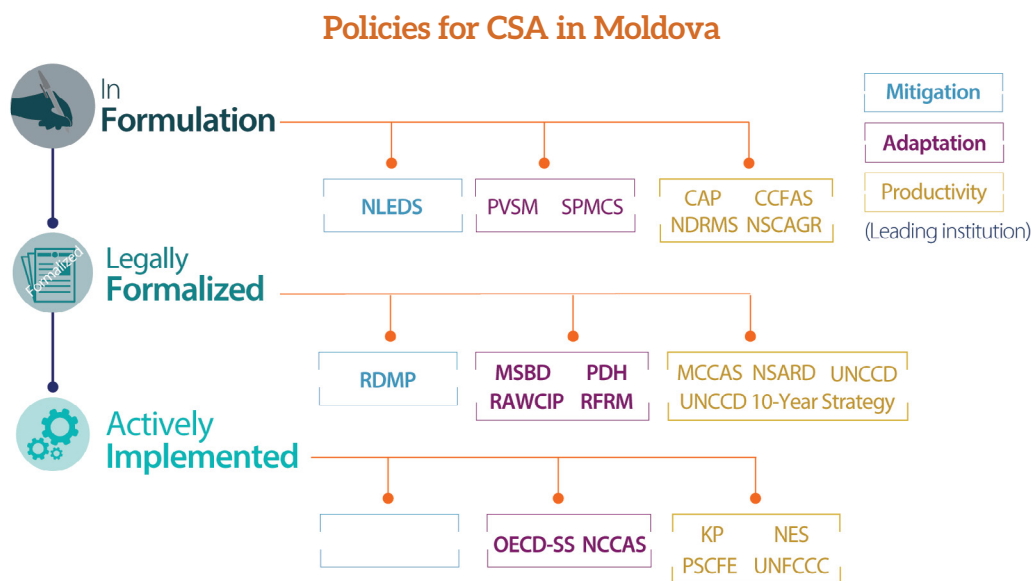 Policies for CSA in Moldova
In
Formulation
Mitigation
Adaptation
Productivity
(Leading institution)
NLEDS
PVSM SPMCS
CAP CCFAS
NDRMS NSCAGR
Formalized
Legally
Formalized
RDMP
MSBD PDH
RAWCIP RFRM
MCCAS NSARD UNCCD
UNCCD 10-Year Strategy
Actively
Implemented
OECD-SS NCCAS
KP NES
PSCFE UNFCCC